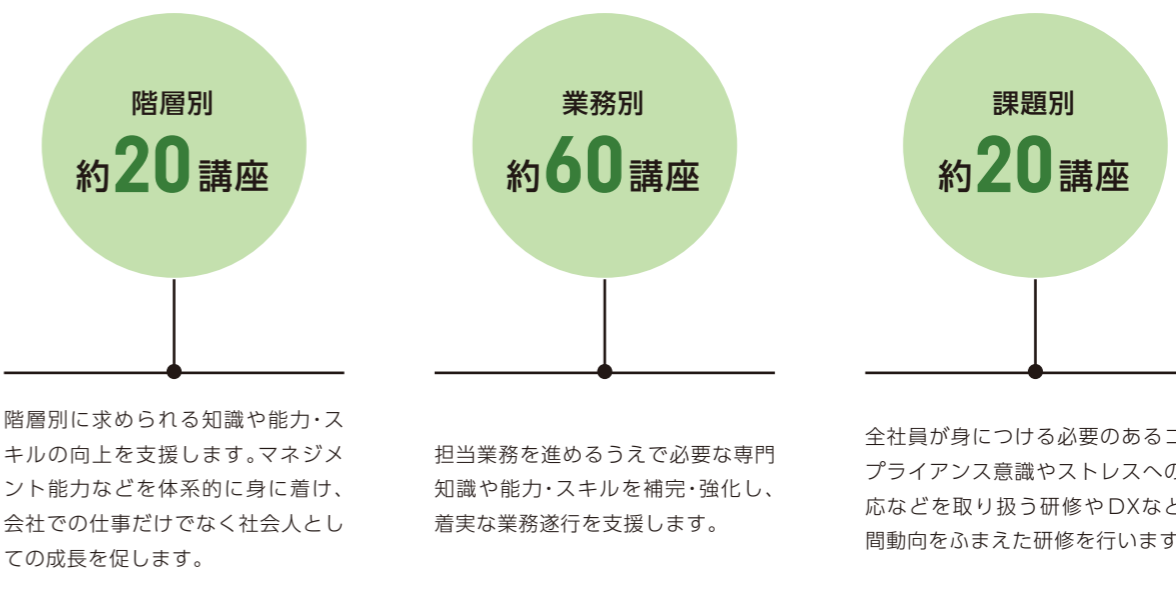 階層別
約20講座
階層別に求められる知識や能力・ス
キルの向上を支援します。マネジメ
ント能力などを体系的に身に着け、
会社での仕事だけでなく社会人とし
ての成長を促します。
業務別
約60講座
担当業務を進めるうえで必要な専門
知識や能力・スキルを補完・強化し、
着実な業務遂行を支援します。
課題別
約20講座
全社員が身につける必要のあるコ
プライアンス意識やストレスへの
応などを取り扱う研修やDXなど
間動向をふまえた研修を行います